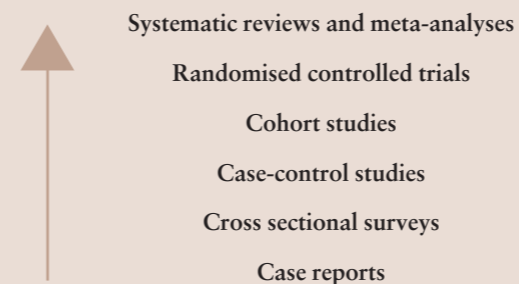 Systematic reviews and meta-analyses
Randomised controlled trials
Cohort studies
Case-control studies
Cross sectional surveys
Case reports